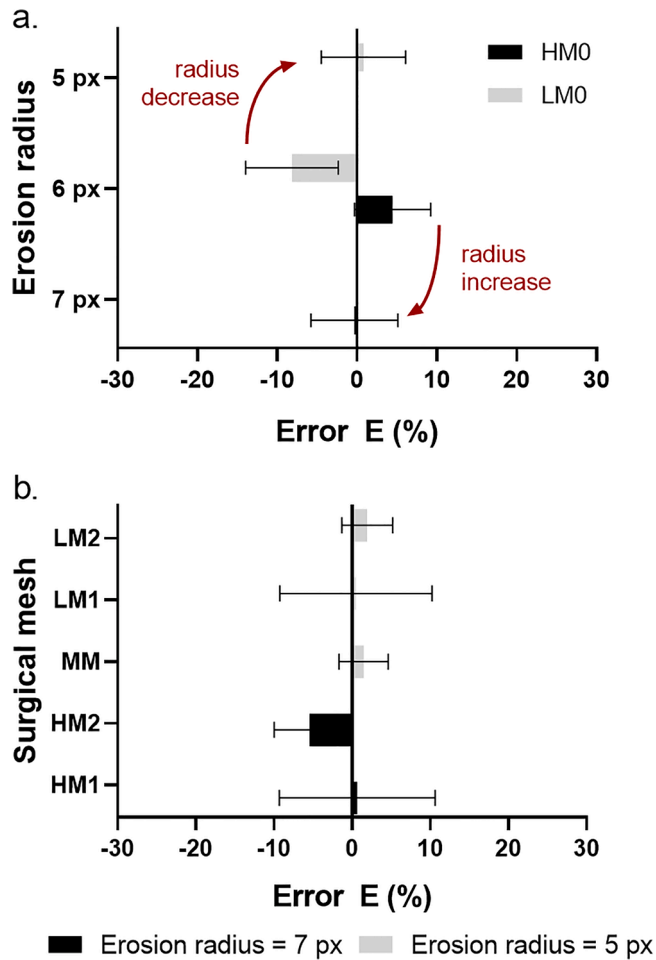 a.
HM0
LM0
radius
decrease
radius
increase
Erosion radius
5 px
6 px
7 px
-30
-20
-10
0
10
20
30
Error E (%)
b.
Surgical mesh
LM2
LM1
MM
HM2
HM1
-30
-20
-10
0
10
20
30
Error E (%)
Erosion radius = 7 px
Erosion radius = 5 px